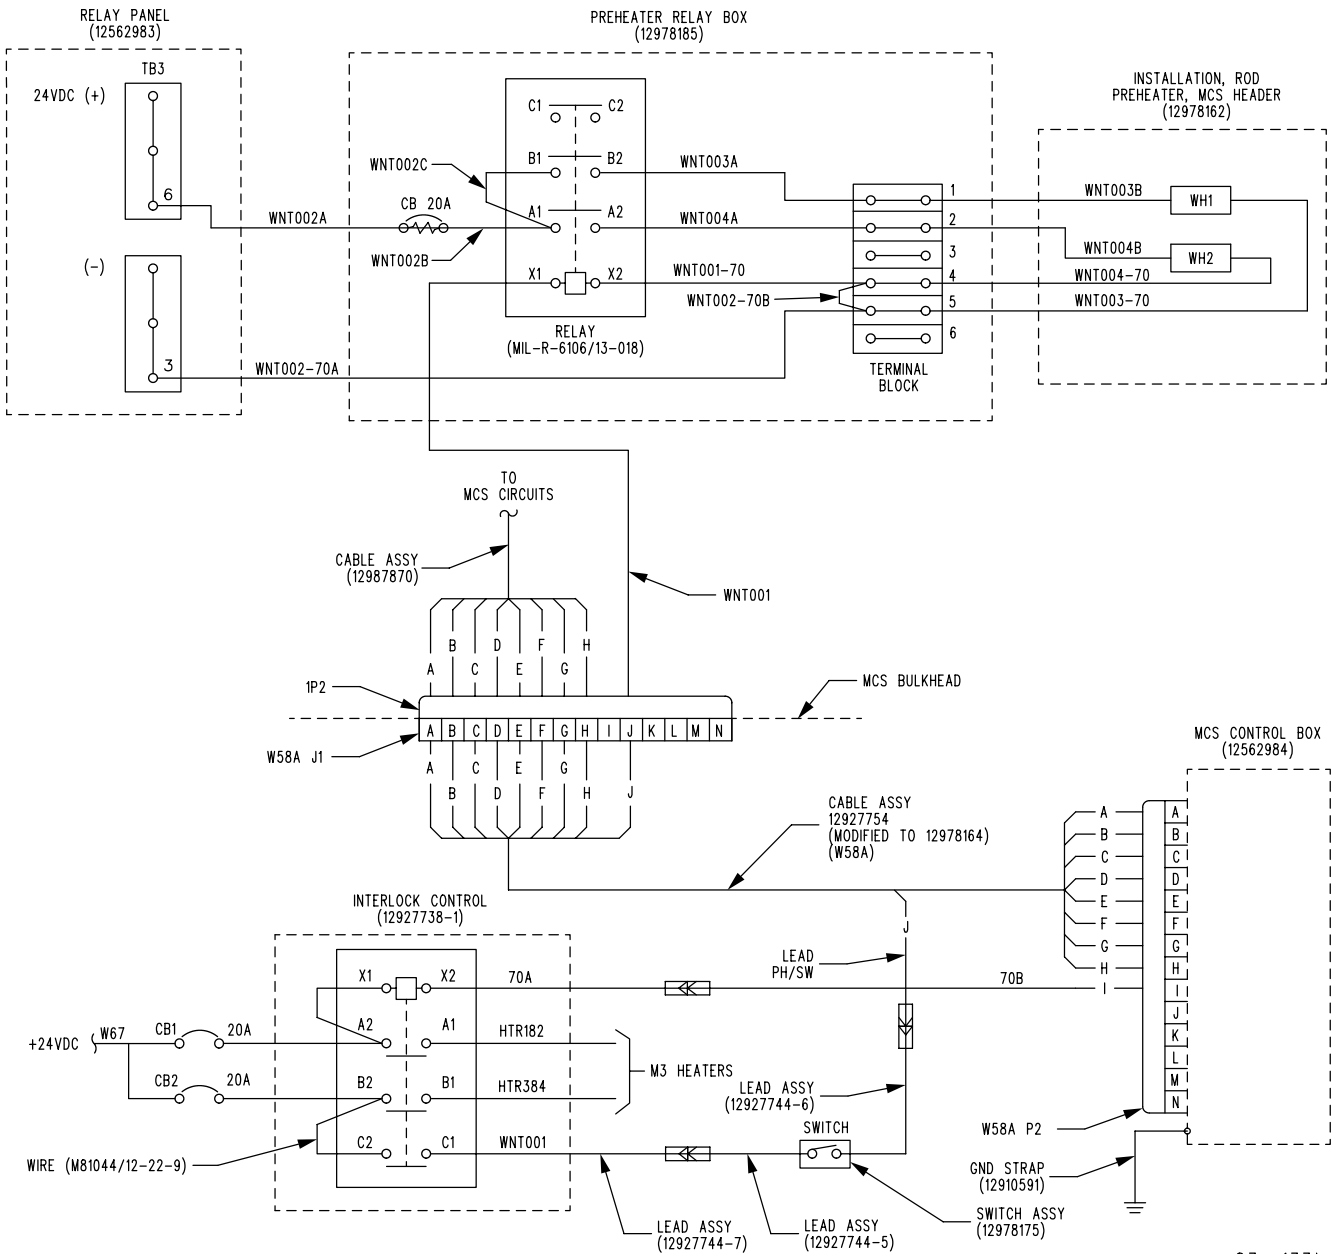 RELAY PANEL
(12562983)
PREHEATER RELAY BOX
(12978185)
INSTALLATION, ROD
PREHEATER, MCS HEADER
(12978162)
TB3
24VDC (+)
6
(-)
3
WNT002A
WNT002-70A
WNT002C
CB 20A
WNT002B
C1
C2
B1
B2
A1
A2
X1
X2
RELAY
(MIL-R-6106/13-018)
WNT003A
WNT004A
WNT001-70
WNT002-70B
1
2
3
4
5
6
TERMINAL
BLOCK
WNT003B
WH1
WNT004B
WH2
WNT004-70
WNT003-70
TO
MCS CIRCUITS
CABLE ASSY
(12987870)
WNT001
B
D
F
H
A
C
E
G
1P2
MCS BULKHEAD
A B C D E F G H I J K L M N
W58A J1
A
C
E
G
B
D
F
H
J
MCS CONTROL BOX
(12562984)
CABLE ASSY
12927754
(MODIFIED TO 12978164)
(W58A)
A
B
C
D
E
F
G
H
I
A
B
C
D
E
F
G
H
I
J
K
L
M
N
W58A P2
GND STRAP
(12910591)
INTERLOCK CONTROL
(12927738-1)
J
LEAD
PH/SW
X1
X2
70A
70B
+24VDC
W67
CB1
20A
A2
A1
HTR182
CB2
20A
B2
B1
HTR384
M3 HEATERS
C2
C1
WNT001
WIRE (M81044/12-22-9)
LEAD ASSY
(12927744-6)
SWITCH
SWITCH ASSY
(12978175)
LEAD ASSY
(12927744-7)
LEAD ASSY
(12927744-5)